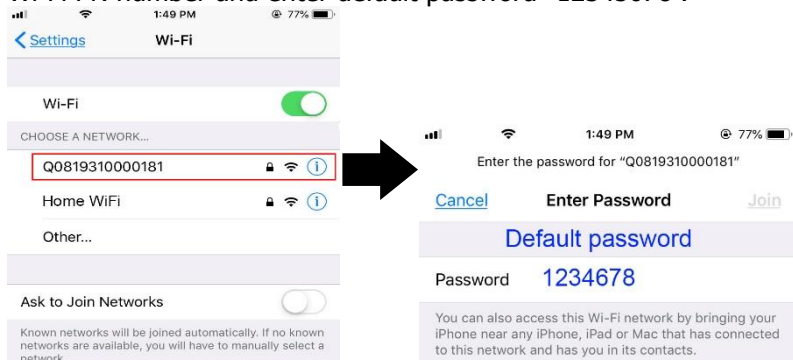 1:49 PM 77%
Settings Wi-Fi
Wi-Fi
CHOOSE A NETWORK...
Q0819310000181
Home WiFi
Other...
Ask to Join Networks
Known networks will be joined automatically. If no known
networks are available, you will have to manually select a
network.
1:49 PM 77%
Enter the password for “Q0819310000181”
Cancel Enter Password Join
Default password
Password 1234678
You can also access this Wi-Fi network by bringing your
iPhone near any iPhone, iPad or Mac that has connected
to this network and has you in its contacts.